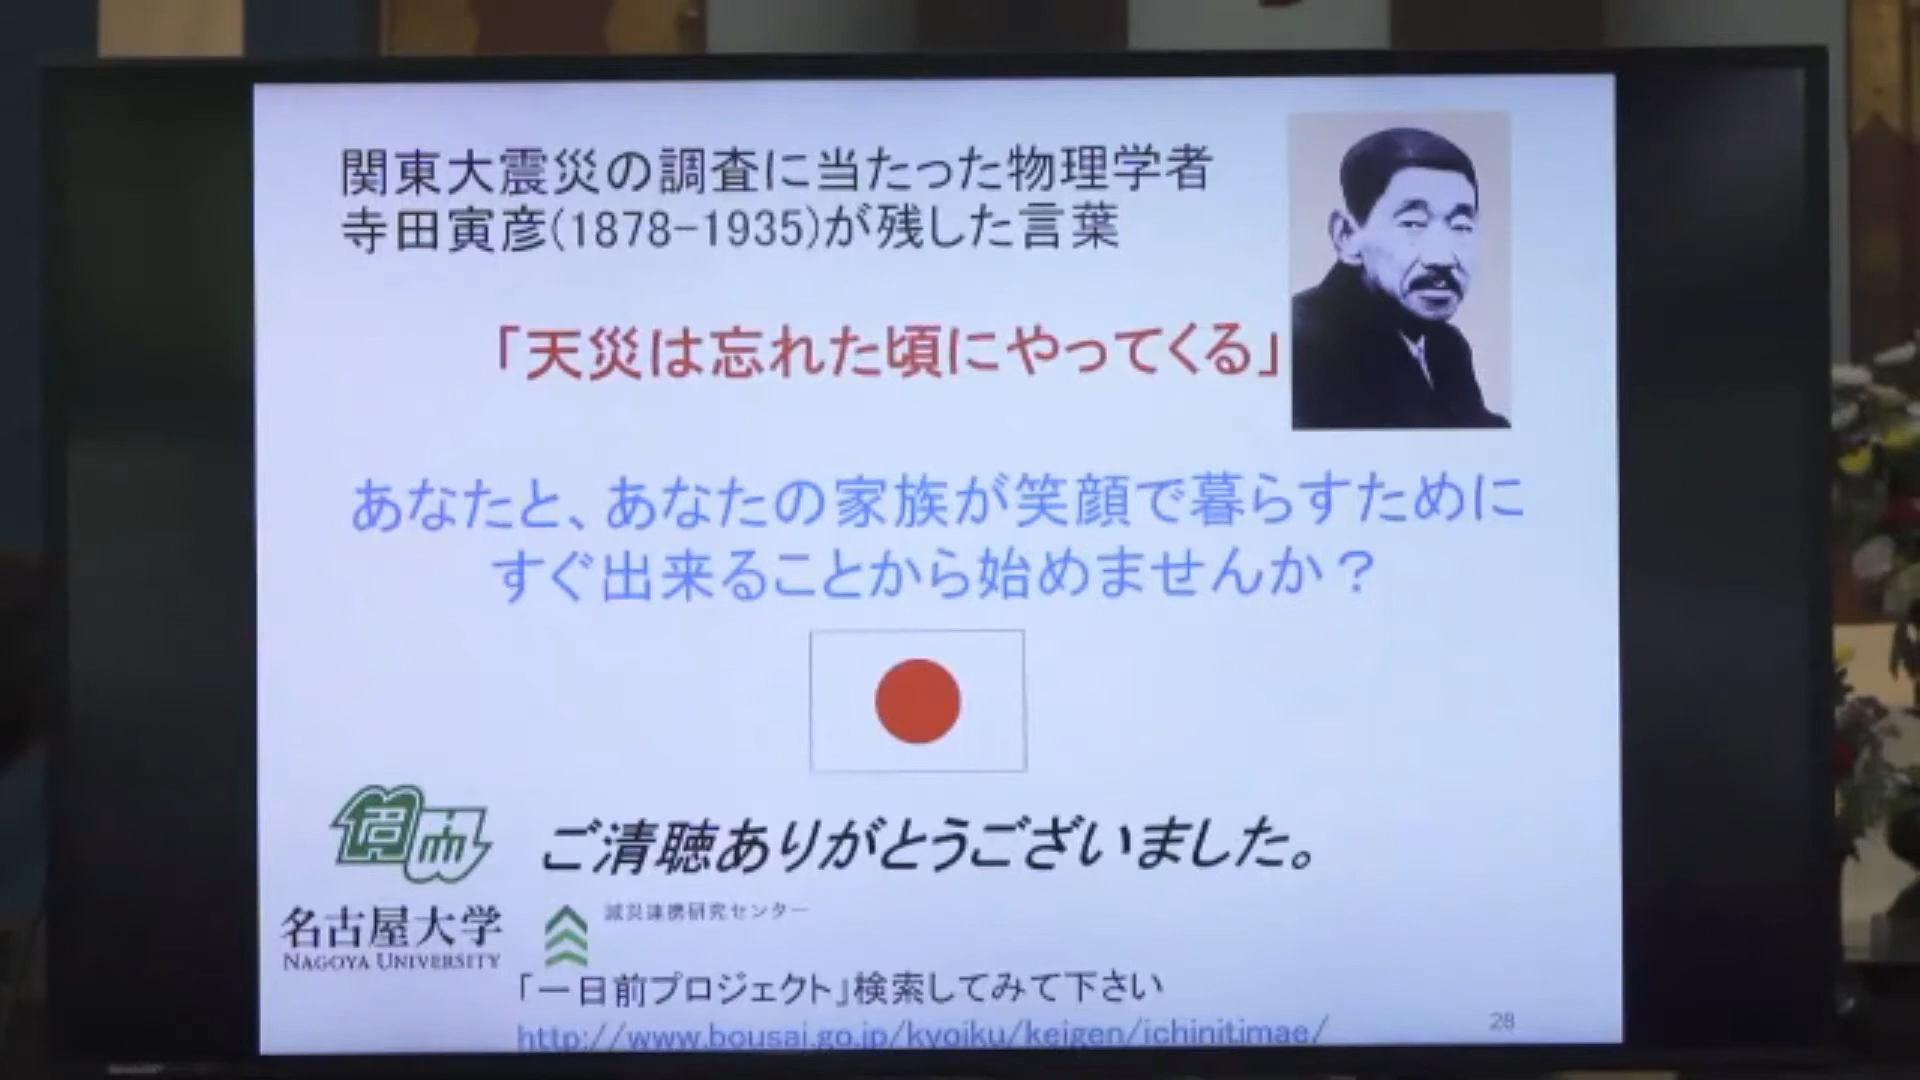 関東大震災の調査に当たった物理学者
寺田寅彦(1878-1935)が残した言葉
「天災は忘れた頃にやってくる」
あなたと、あなたの家族が笑顔で暮らすために
すぐ出来ることから始めませんか？
ご清聴ありがとうございました。
名古屋大学
NAGOYA UNIVERSITY
減災連携研究センター
「一日前プロジェクト」検索してみて下さい
http://www.bousai.go.jp/kyoiku/keigen/ichinitimae/
28